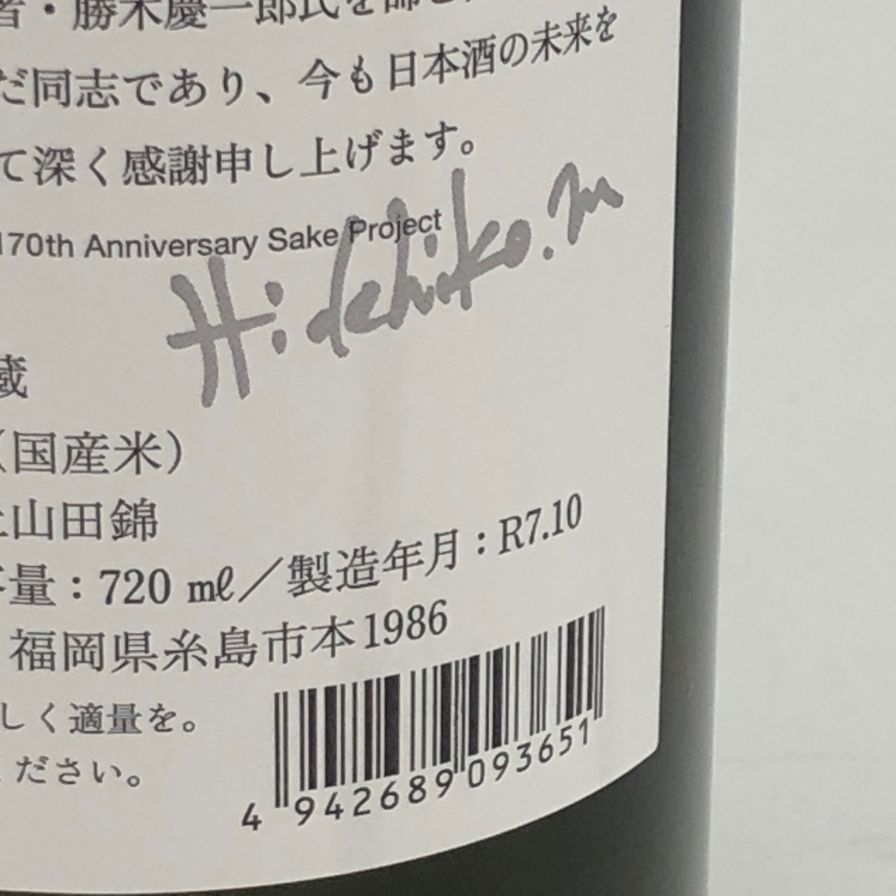 者・勝木慶一郎氏を師と
だ同志であり、今も日本酒の未来を
て深く感謝申し上げます。
170th Anniversary Sake Project
Hidehiko.m
蔵
（国産米）
山田錦
容量：720 ㎖／製造年月：R7.10
福岡県糸島市本1986
しく適量を。
ください。
4 942689 093651